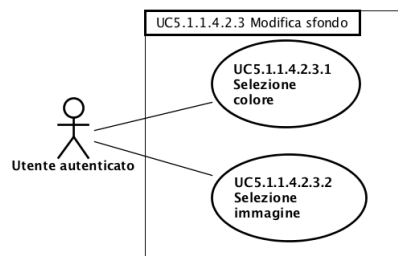 UC5.1.1.4.2.3 Modifica sfondo
UC5.1.1.4.2.3.1
Selezione
colore
Utente autenticato
UC5.1.1.4.2.3.2
Selezione
immagine